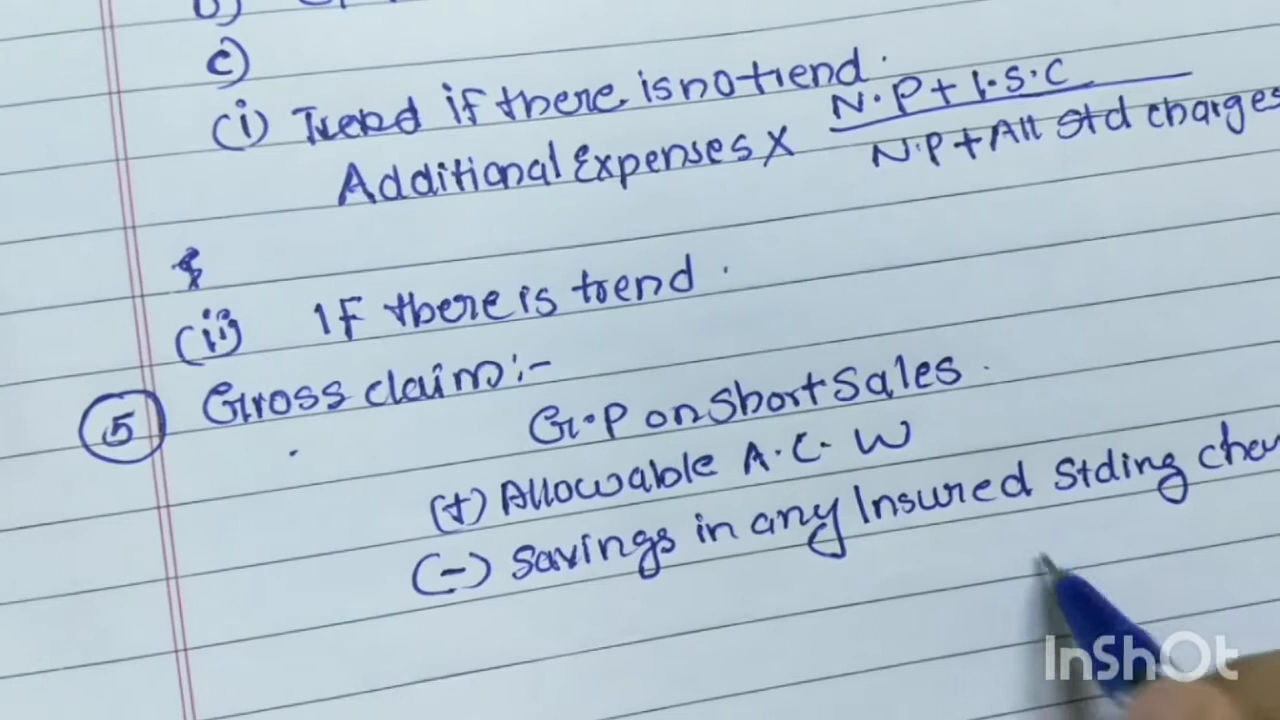 b)
c)
(i) Trend if there is no trend.
Additional Expenses X N.P + I.S.C
N.P + All Std charges
(ii) IF there is trend.
5 Gross claim:-
G.P on Short Sales.
(+) Allowable A.C. W
(-) Savings in any Insured Stding
InShOt